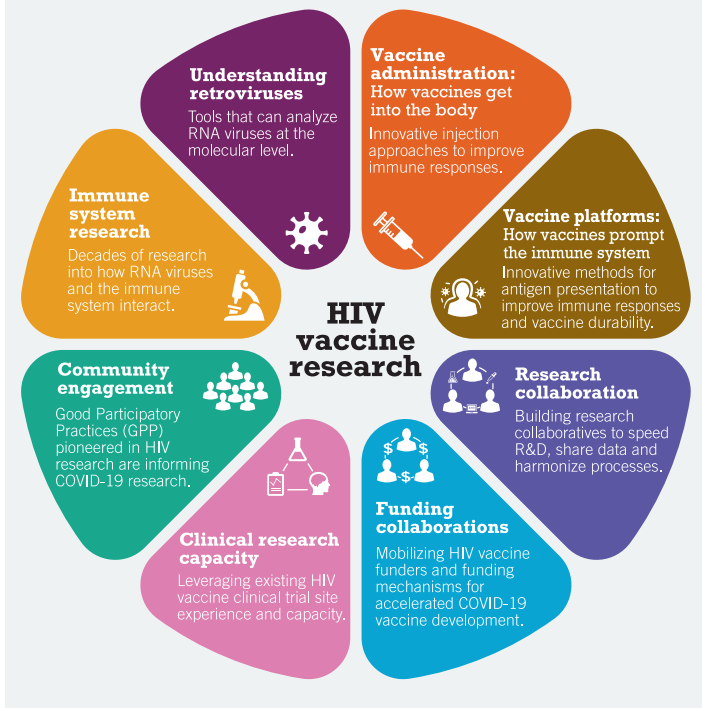 HIV
vaccine
research
Vaccine
administration:
How vaccines get
into the body
Innovative injection
approaches to improve
immune responses.
Vaccine platforms:
How vaccines prompt
the immune system
Innovative methods for
antigen presentation to
improve immune responses
and vaccine durability.
Research
collaboration
Building research
collaboratives to speed
R&D, share data and
harmonize processes.
Funding
collaborations
Mobilizing HIV vaccine
funders and funding
mechanisms for
accelerated COVID-19
vaccine development.
Clinical research
capacity
Leveraging existing HIV
vaccine clinical trial site
experience and capacity.
Community
engagement
Good Participatory
Practices (GPP)
pioneered in HIV
research are informing
COVID-19 research.
Immune
system
research
Decades of research
into how RNA viruses
and the immune
system interact.
Understanding
retroviruses
Tools that can analyze
RNA viruses at the
molecular level.
$ $
$